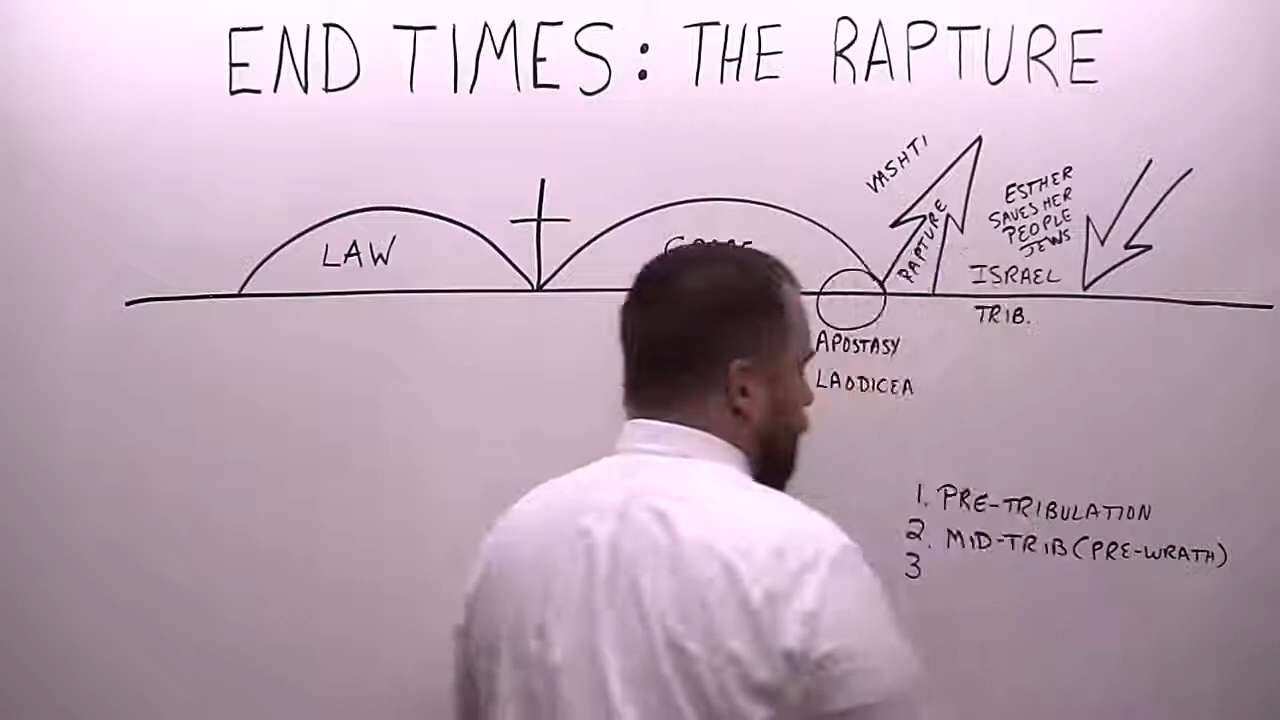 END TIMES: THE RAPTURE
LAW
VASHTI
RAPTURE
ESTHER
SAVES HER
PEOPLE
JEWS
ISRAEL
TRIB.
APOSTASY
LAODICEA
1. PRE-TRIBULATION
2. MID-TRIB (PRE-WRATH)
3